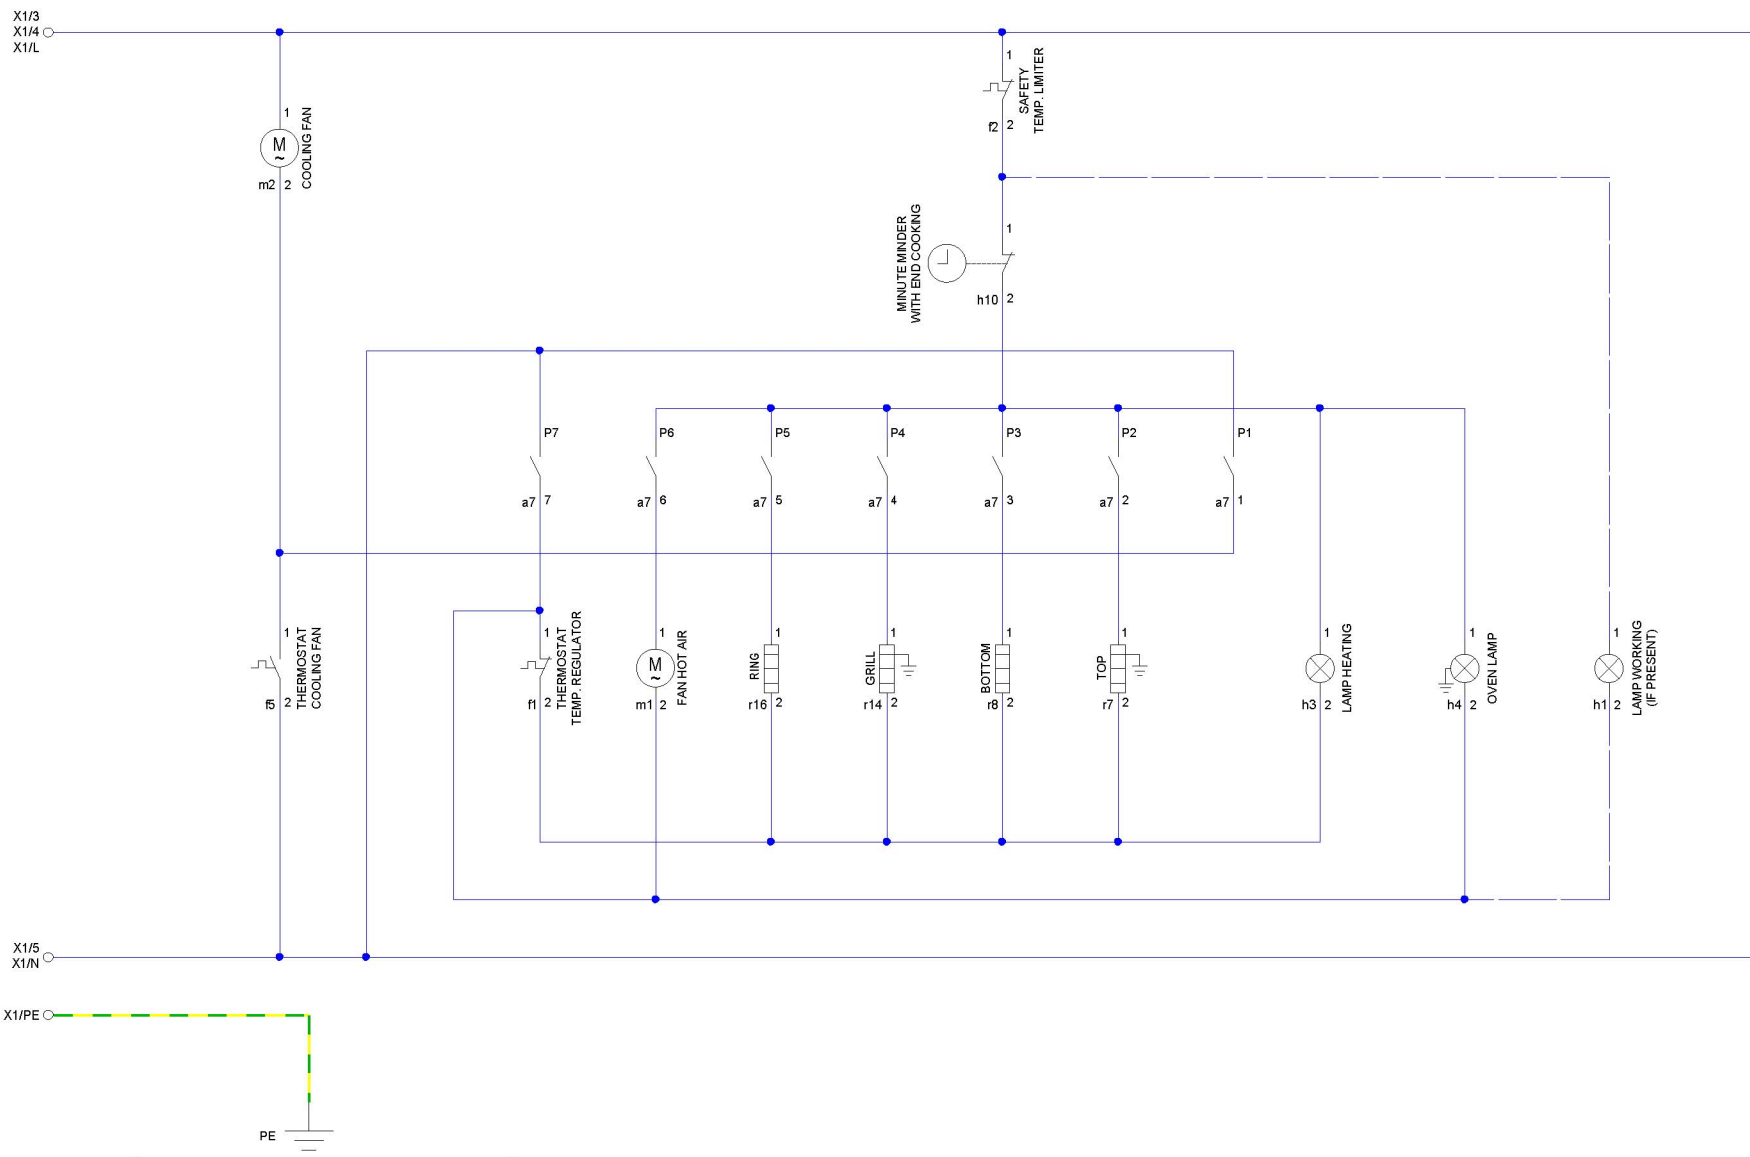 X1/3
X1/4
X1/L
1
SAFETY
TEMP. LIMITER
f2
2
1
M
~
COOLING FAN
m2
2
1
MINUTE MINDER
WITH END COOKING
h10
2
P7
P6
P5
P4
P3
P2
P1
a7
7
a7
6
a7
5
a7
4
a7
3
a7
2
a7
1
1
THERMOSTAT
COOLING FAN
f5
2
1
THERMOSTAT
TEMP. REGULATOR
f1
2
1
M
~
FAN HOT AIR
m1
2
1
RING
r16
2
1
GRILL
r14
2
1
BOTTOM
r8
2
1
TOP
r7
2
1
LAMP HEATING
h3
2
1
OVEN LAMP
h4
2
1
LAMP WORKING
(IF PRESENT)
h1
2
X1/5
X1/N
X1/PE
PE